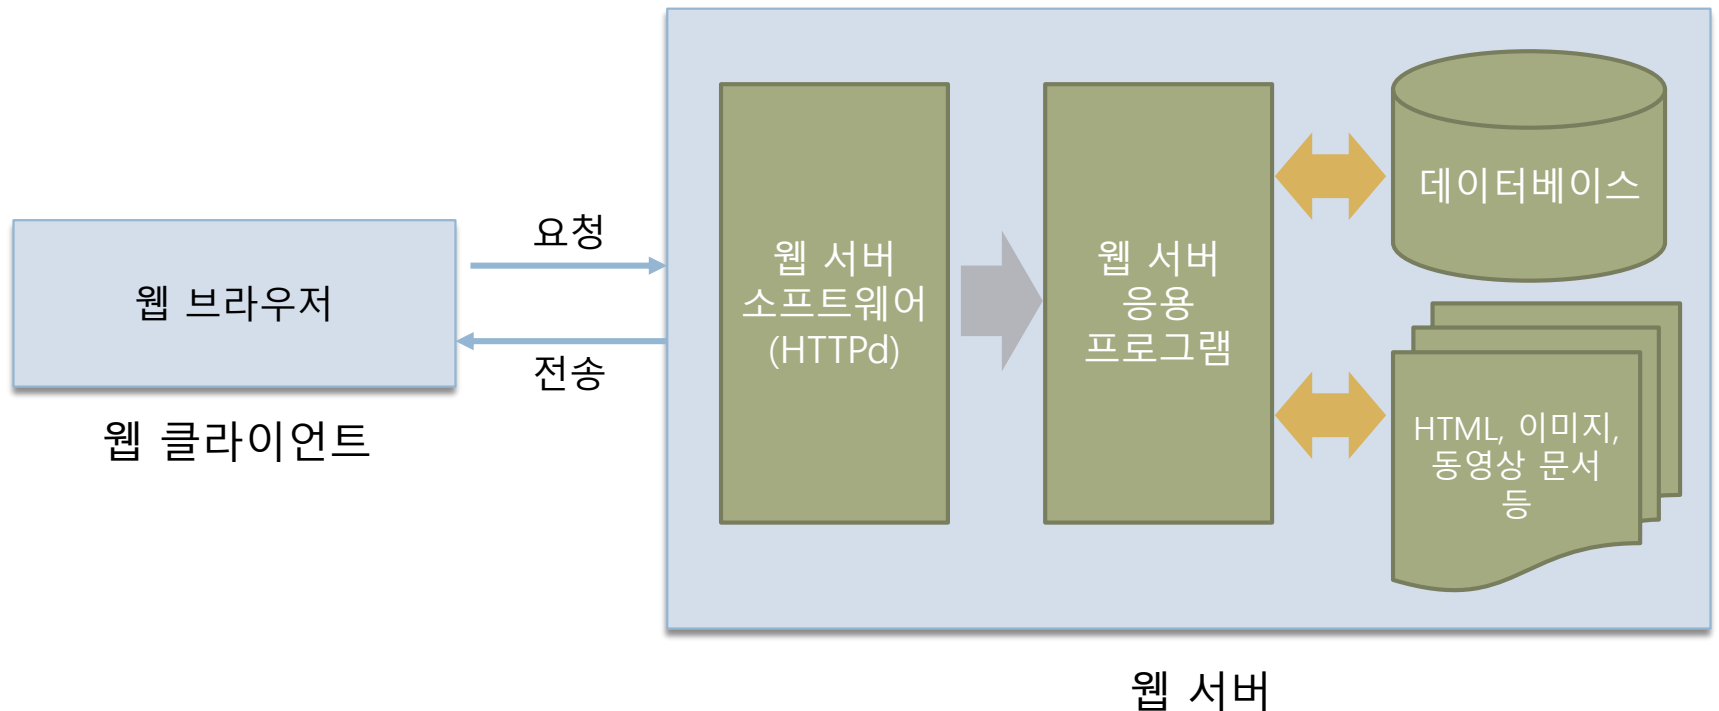 웹 브라우저
웹 클라이언트
요청
전송
웹 서버
소프트웨어
(HTTPd)
웹 서버
응용
프로그램
데이터베이스
HTML, 이미지,
동영상 문서
등
웹 서버